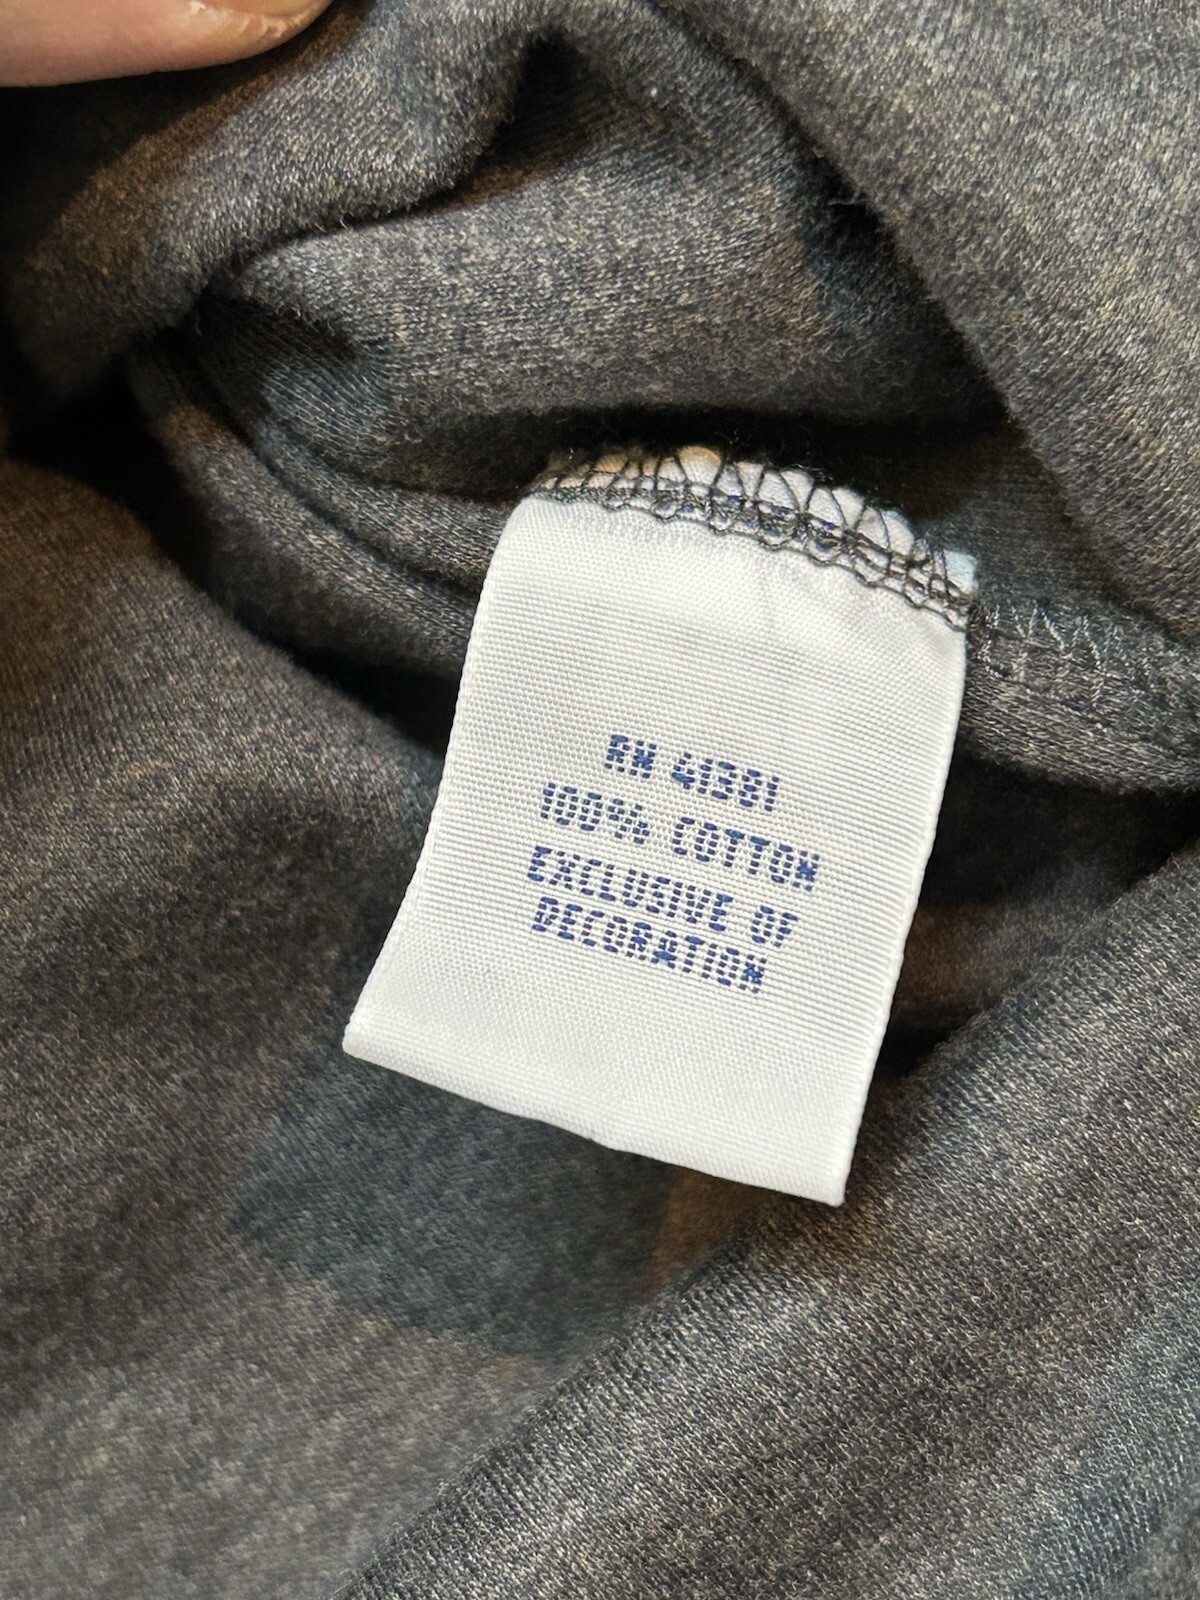 RN 41381
100% COTTON
EXCLUSIVE OF
DECORATION